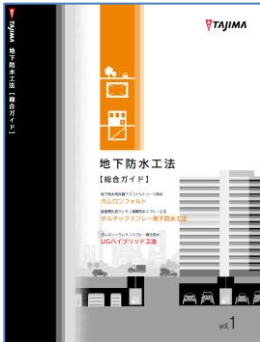 TAJIMA 地下防水工法【総合ガイド】
TAJIMA
地下防水工法
【総合ガイド】
ガムロンフォルト
オルタックスプレー地下防水工法
UGハイブリッド工法
vol.1